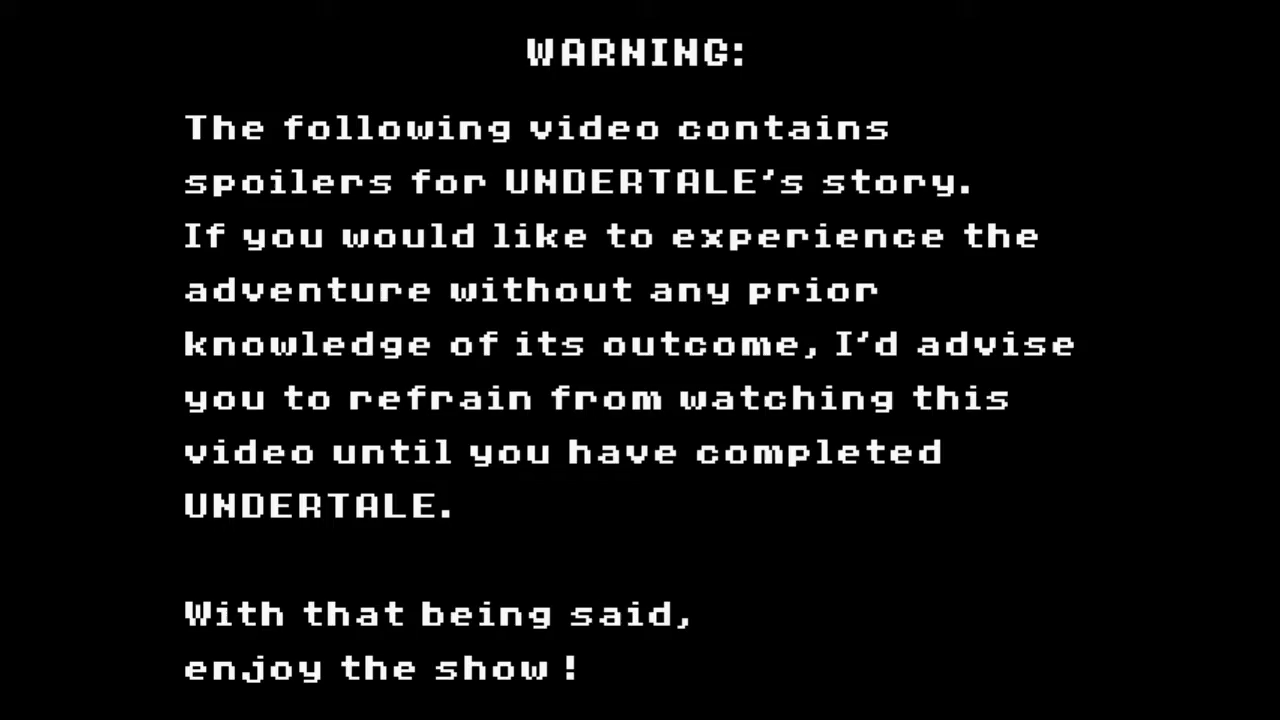 WARNING:
The following video contains
spoilers for UNDERTALE's story.
If you would like to experience the
adventure without any prior
knowledge of its outcome, I'd advise
you to refrain from watching this
video until you have completed
UNDERTALE.
With that being said,
enjoy the show !